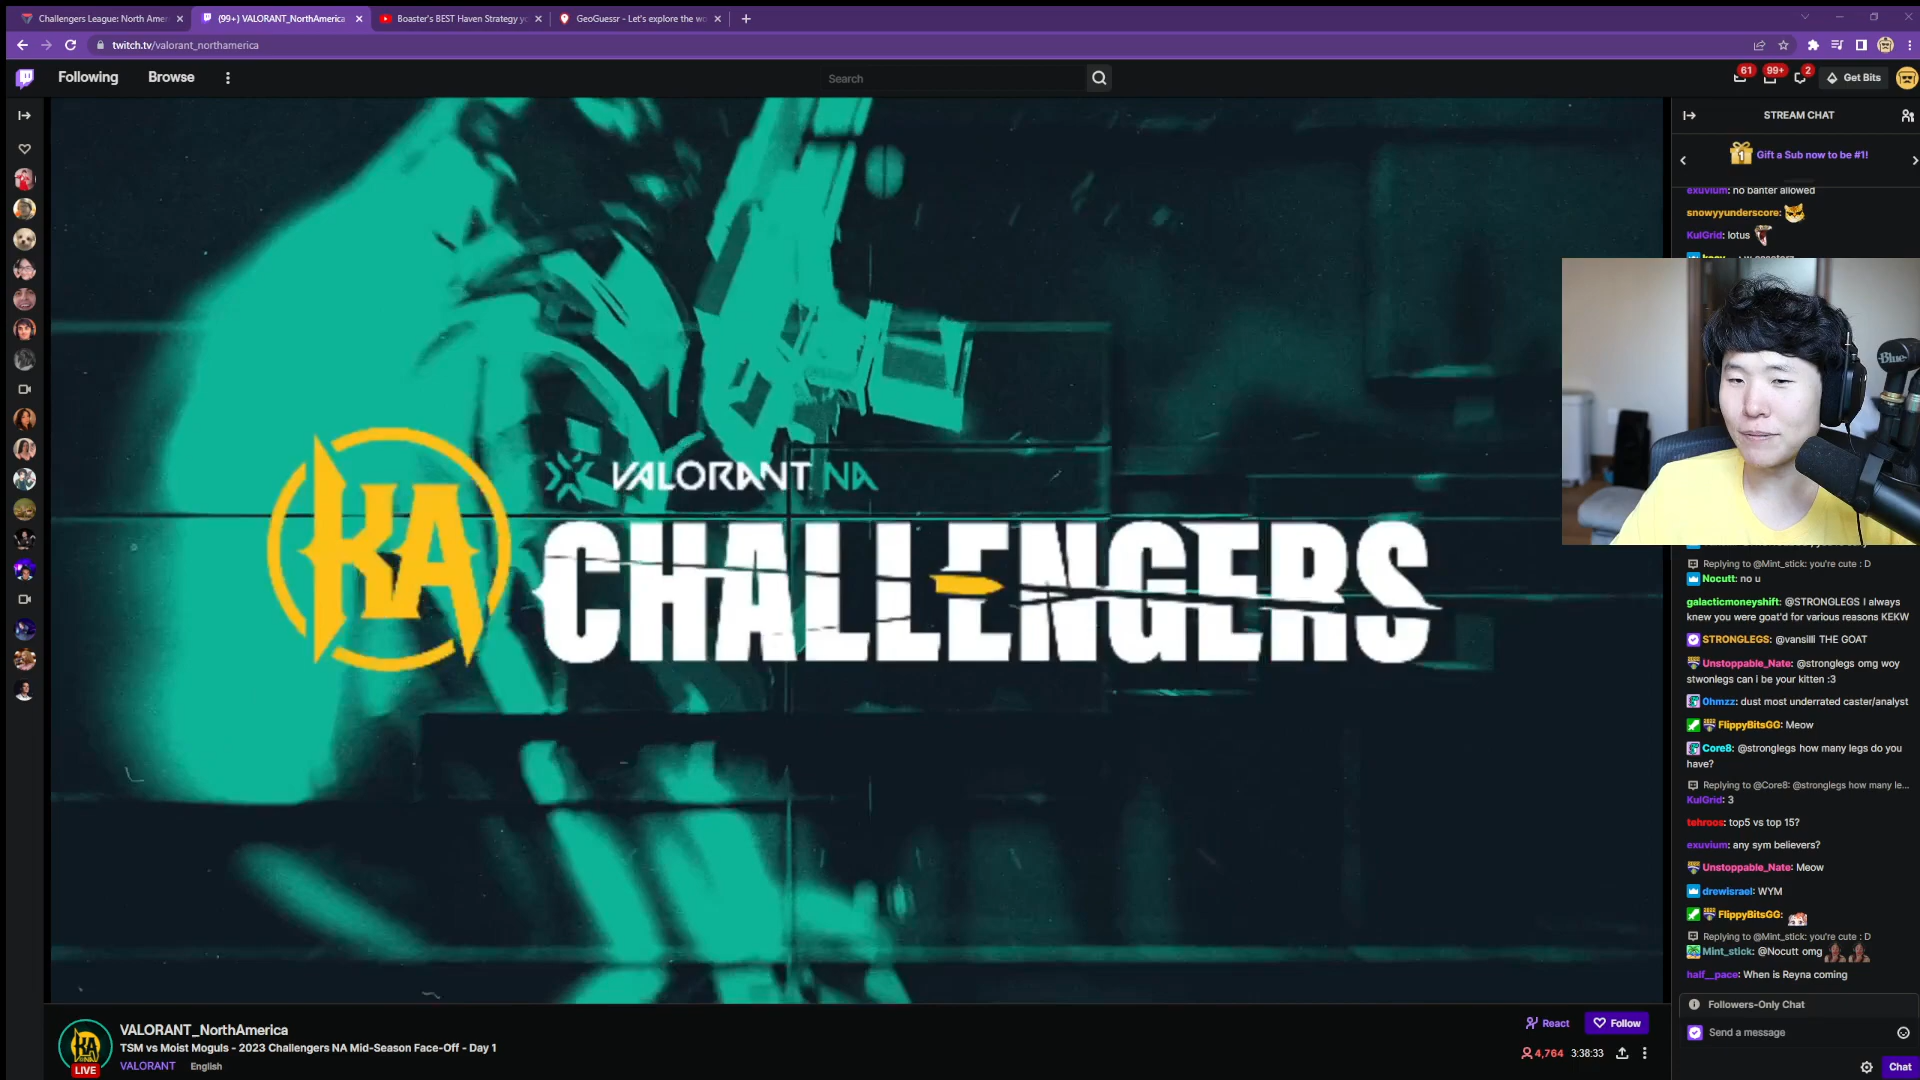 Challengers League: North Amer
(99+) VALORANT_NorthAmerica
Boaster's BEST Haven Strategy yo
GeoGuessr - Let's explore the wo
twitch.tv/valorant_northamerica
Following
Browse
Search
61
99+
2
Get Bits
STREAM CHAT
1
Gift a Sub now to be #1!
exuvium: no banter allowed
snowyyunderscore:
KulGrid: lotus
Blue
VALORANT NA
KA
CHALLENGERS
Replying to @Mint_stick: you're cute : D
Nocutt: no u
galacticmoneyshift: @STRONGLEGS I always
knew you were goat'd for various reasons KEKW
STRONGLEGS: @vansilli THE GOAT
Unstoppable_Nate: @stronglegs omg woy
stwonlegs can i be your kitten :3
Ohmzz: dust most underrated caster/analyst
FlippyBitsGG: Meow
Core8: @stronglegs how many legs do you
have?
Replying to @Core8: @stronglegs how many le...
KulGrid: 3
tehroos: top5 vs top 15?
exuvium: any sym believers?
Unstoppable_Nate: Meow
drewisrael: WYM
FlippyBitsGG:
Replying to @Mint_stick: you're cute : D
Mint_stick: @Nocutt omg
half__pace: When is Reyna coming
Followers-Only Chat
Send a message
Chat
KA
NA
LIVE
VALORANT_NorthAmerica
TSM vs Moist Moguls - 2023 Challengers NA Mid-Season Face-Off - Day 1
VALORANT
English
React
Follow
4,764
3:38:33